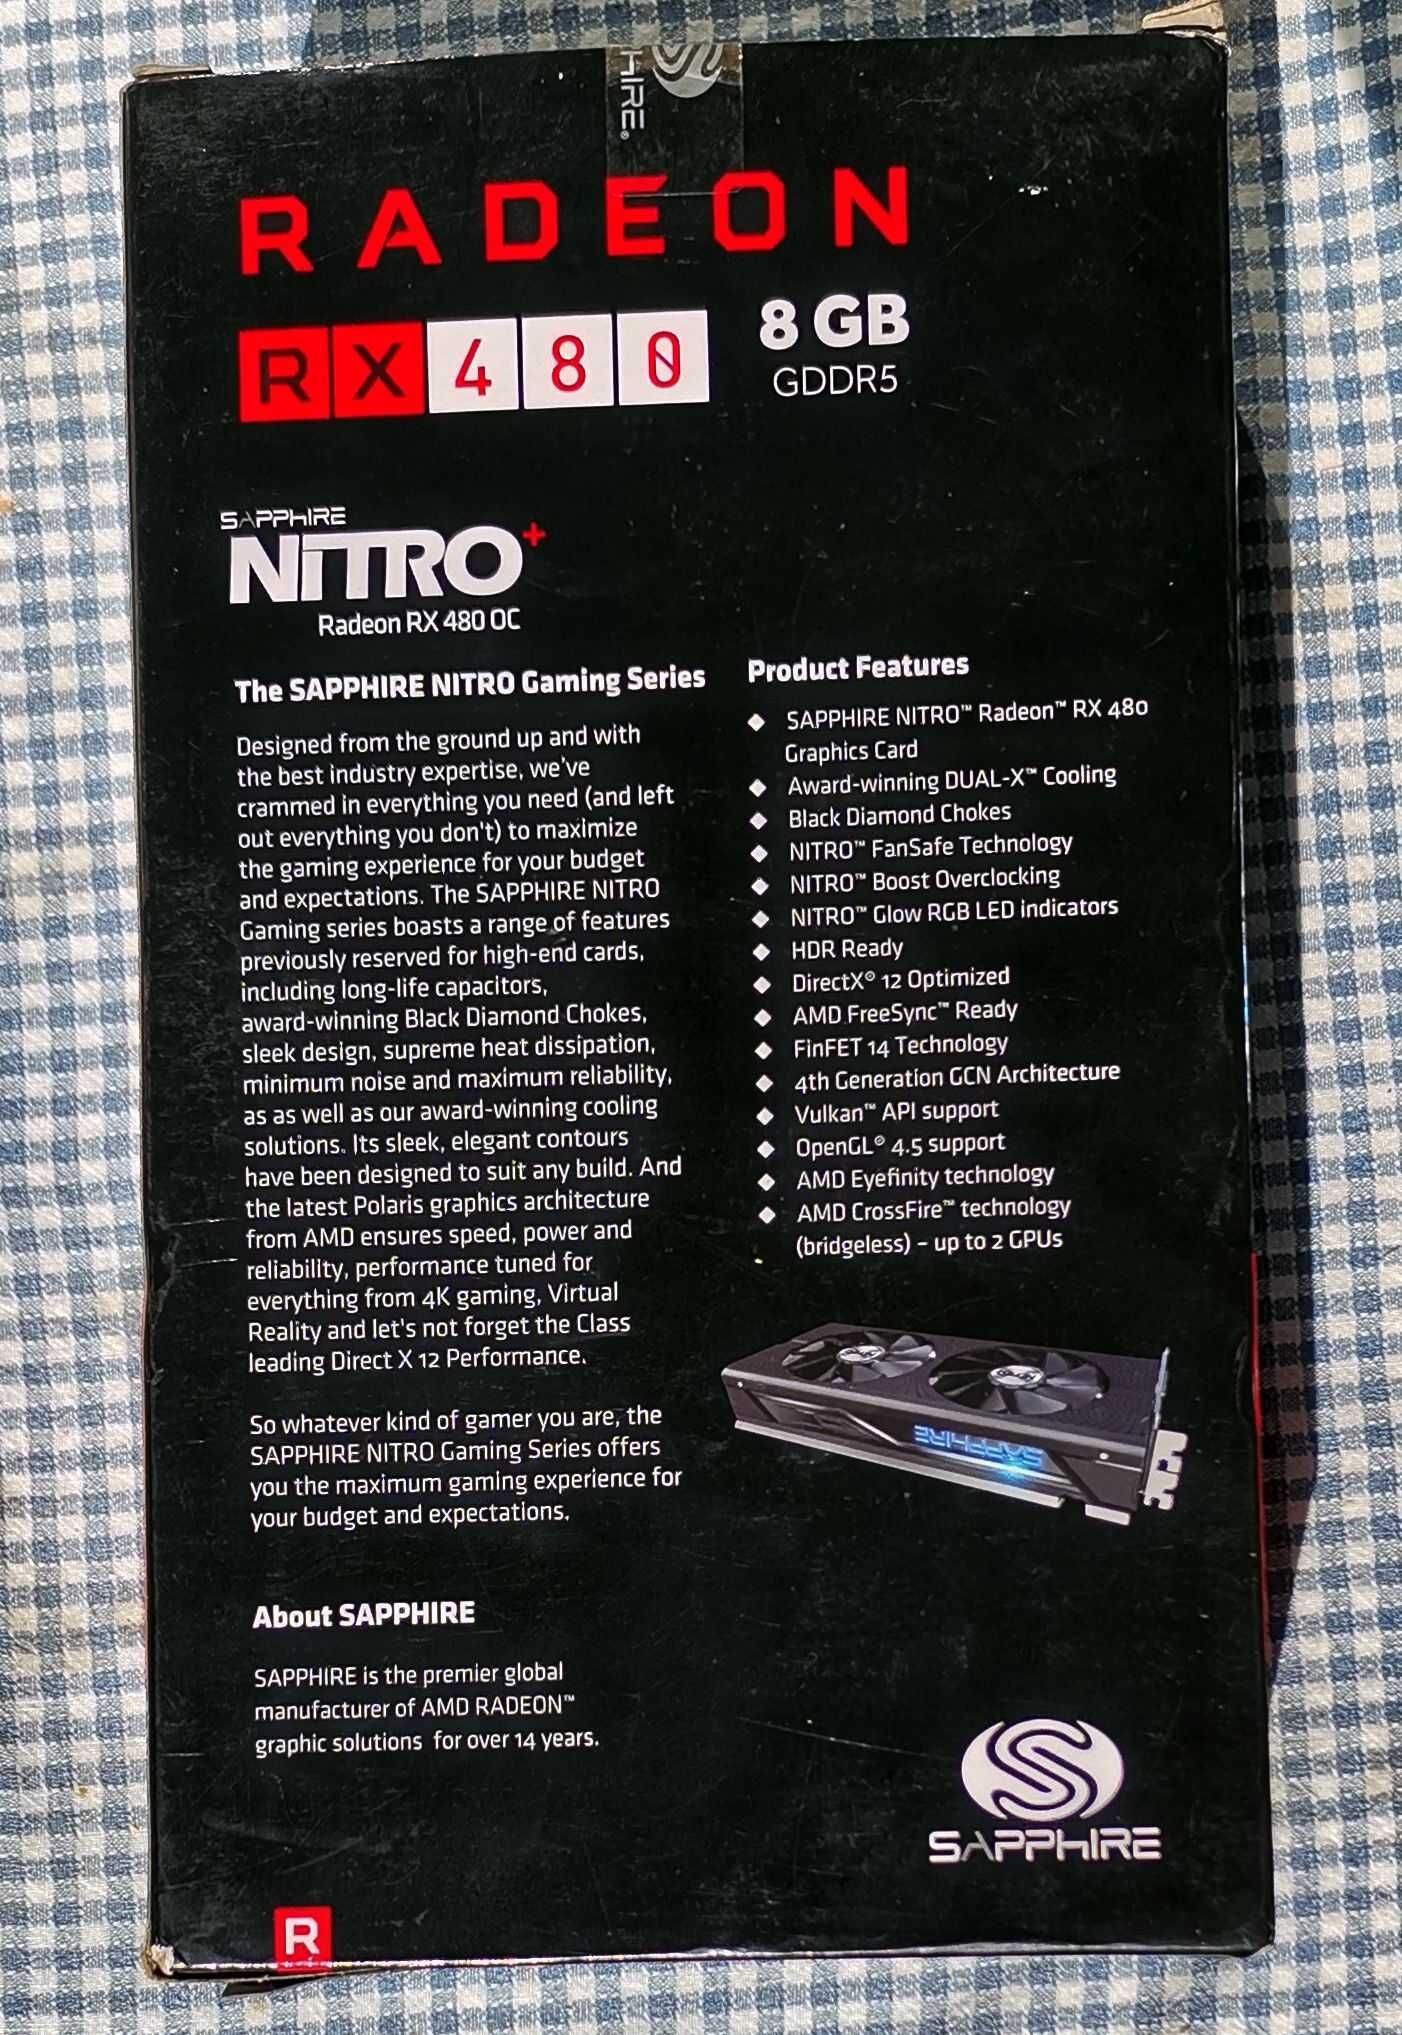 HIRE®
RADEON
RX 480
8 GB
GDDR5
SAPPHIRE
NITRO+
Radeon RX 480 OC
The SAPPHIRE NITRO Gaming Series
Designed from the ground up and with
the best industry expertise, we've
crammed in everything you need (and left
out everything you don't) to maximize
the gaming experience for your budget
and expectations. The SAPPHIRE NITRO
Gaming series boasts a range of features
previously reserved for high-end cards,
including long-life capacitors,
award-winning Black Diamond Chokes,
sleek design, supreme heat dissipation,
minimum noise and maximum reliability,
as as well as our award-winning cooling
solutions. Its sleek, elegant contours
have been designed to suit any build. And
the latest Polaris graphics architecture
from AMD ensures speed, power and
reliability, performance tuned for
everything from 4K gaming, Virtual
Reality and let's not forget the Class
leading Direct X 12 Performance.
So whatever kind of gamer you are, the
SAPPHIRE NITRO Gaming Series offers
you the maximum gaming experience for
your budget and expectations.
About SAPPHIRE
SAPPHIRE is the premier global
manufacturer of AMD RADEON™
graphic solutions for over 14 years.
Product Features
SAPPHIRE NITRO™ Radeon™ RX 480
Graphics Card
Award-winning DUAL-X™ Cooling
Black Diamond Chokes
NITRO™ FanSafe Technology
NITRO™ Boost Overclocking
NITRO™ Glow RGB LED indicators
HDR Ready
DirectX® 12 Optimized
AMD FreeSync™ Ready
FinFET 14 Technology
4th Generation GCN Architecture
Vulkan™ API support
OpenGL® 4.5 support
AMD Eyefinity technology
AMD CrossFire™ technology
(bridgeless) – up to 2 GPUs
SAPPHIRE
SAPPHIRE
R